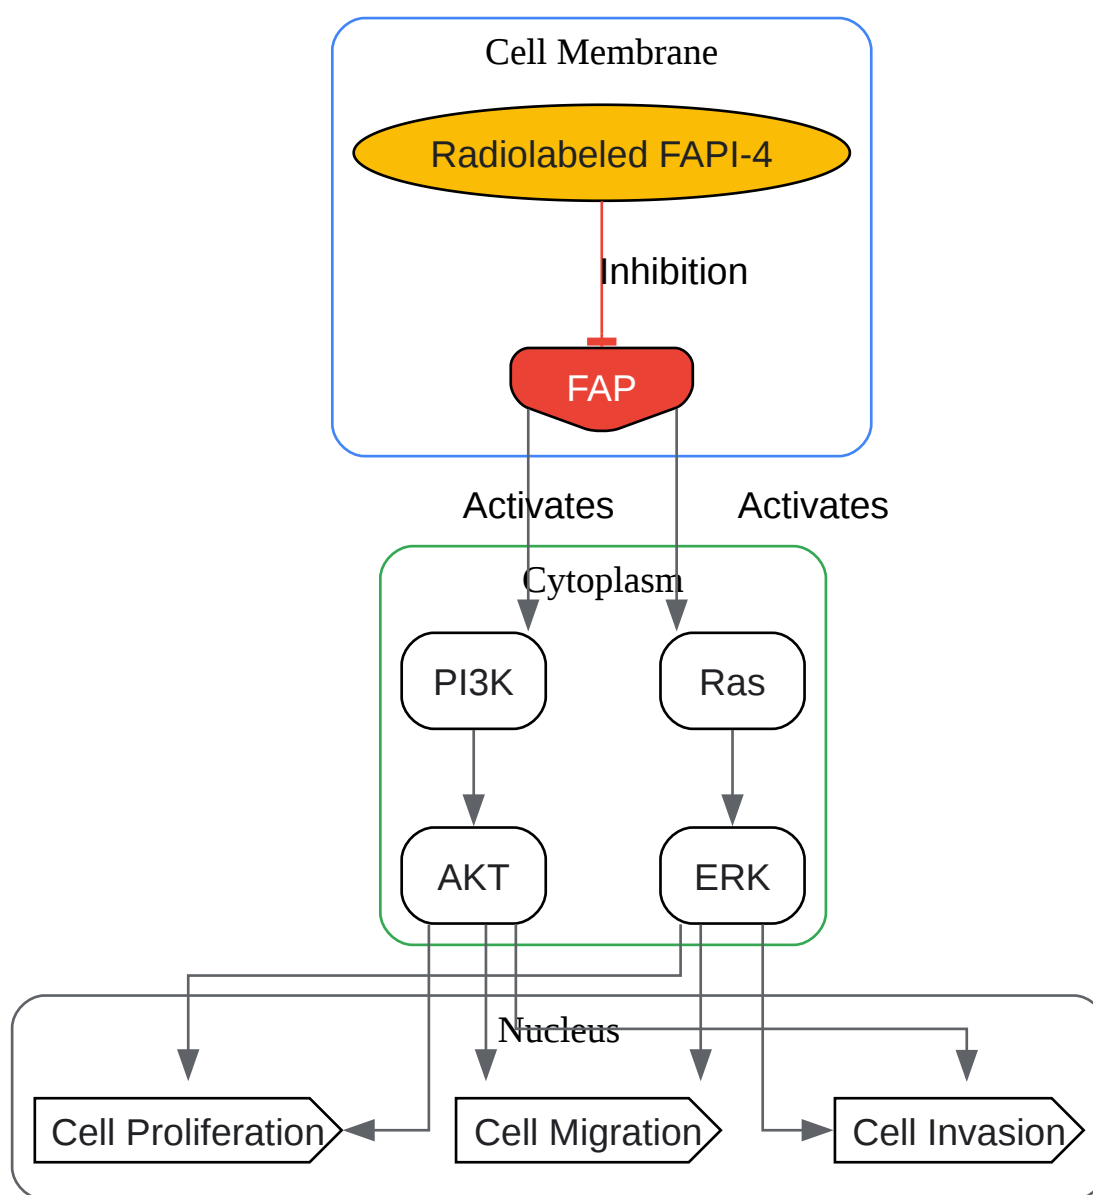 Cell Membrane
Radiolabeled FAPI-4
Inhibition
FAP
Activates
Activates
Cytoplasm
PI3K
Ras
AKT
ERK
Nucleus
Cell Proliferation
Cell Migration
Cell Invasion